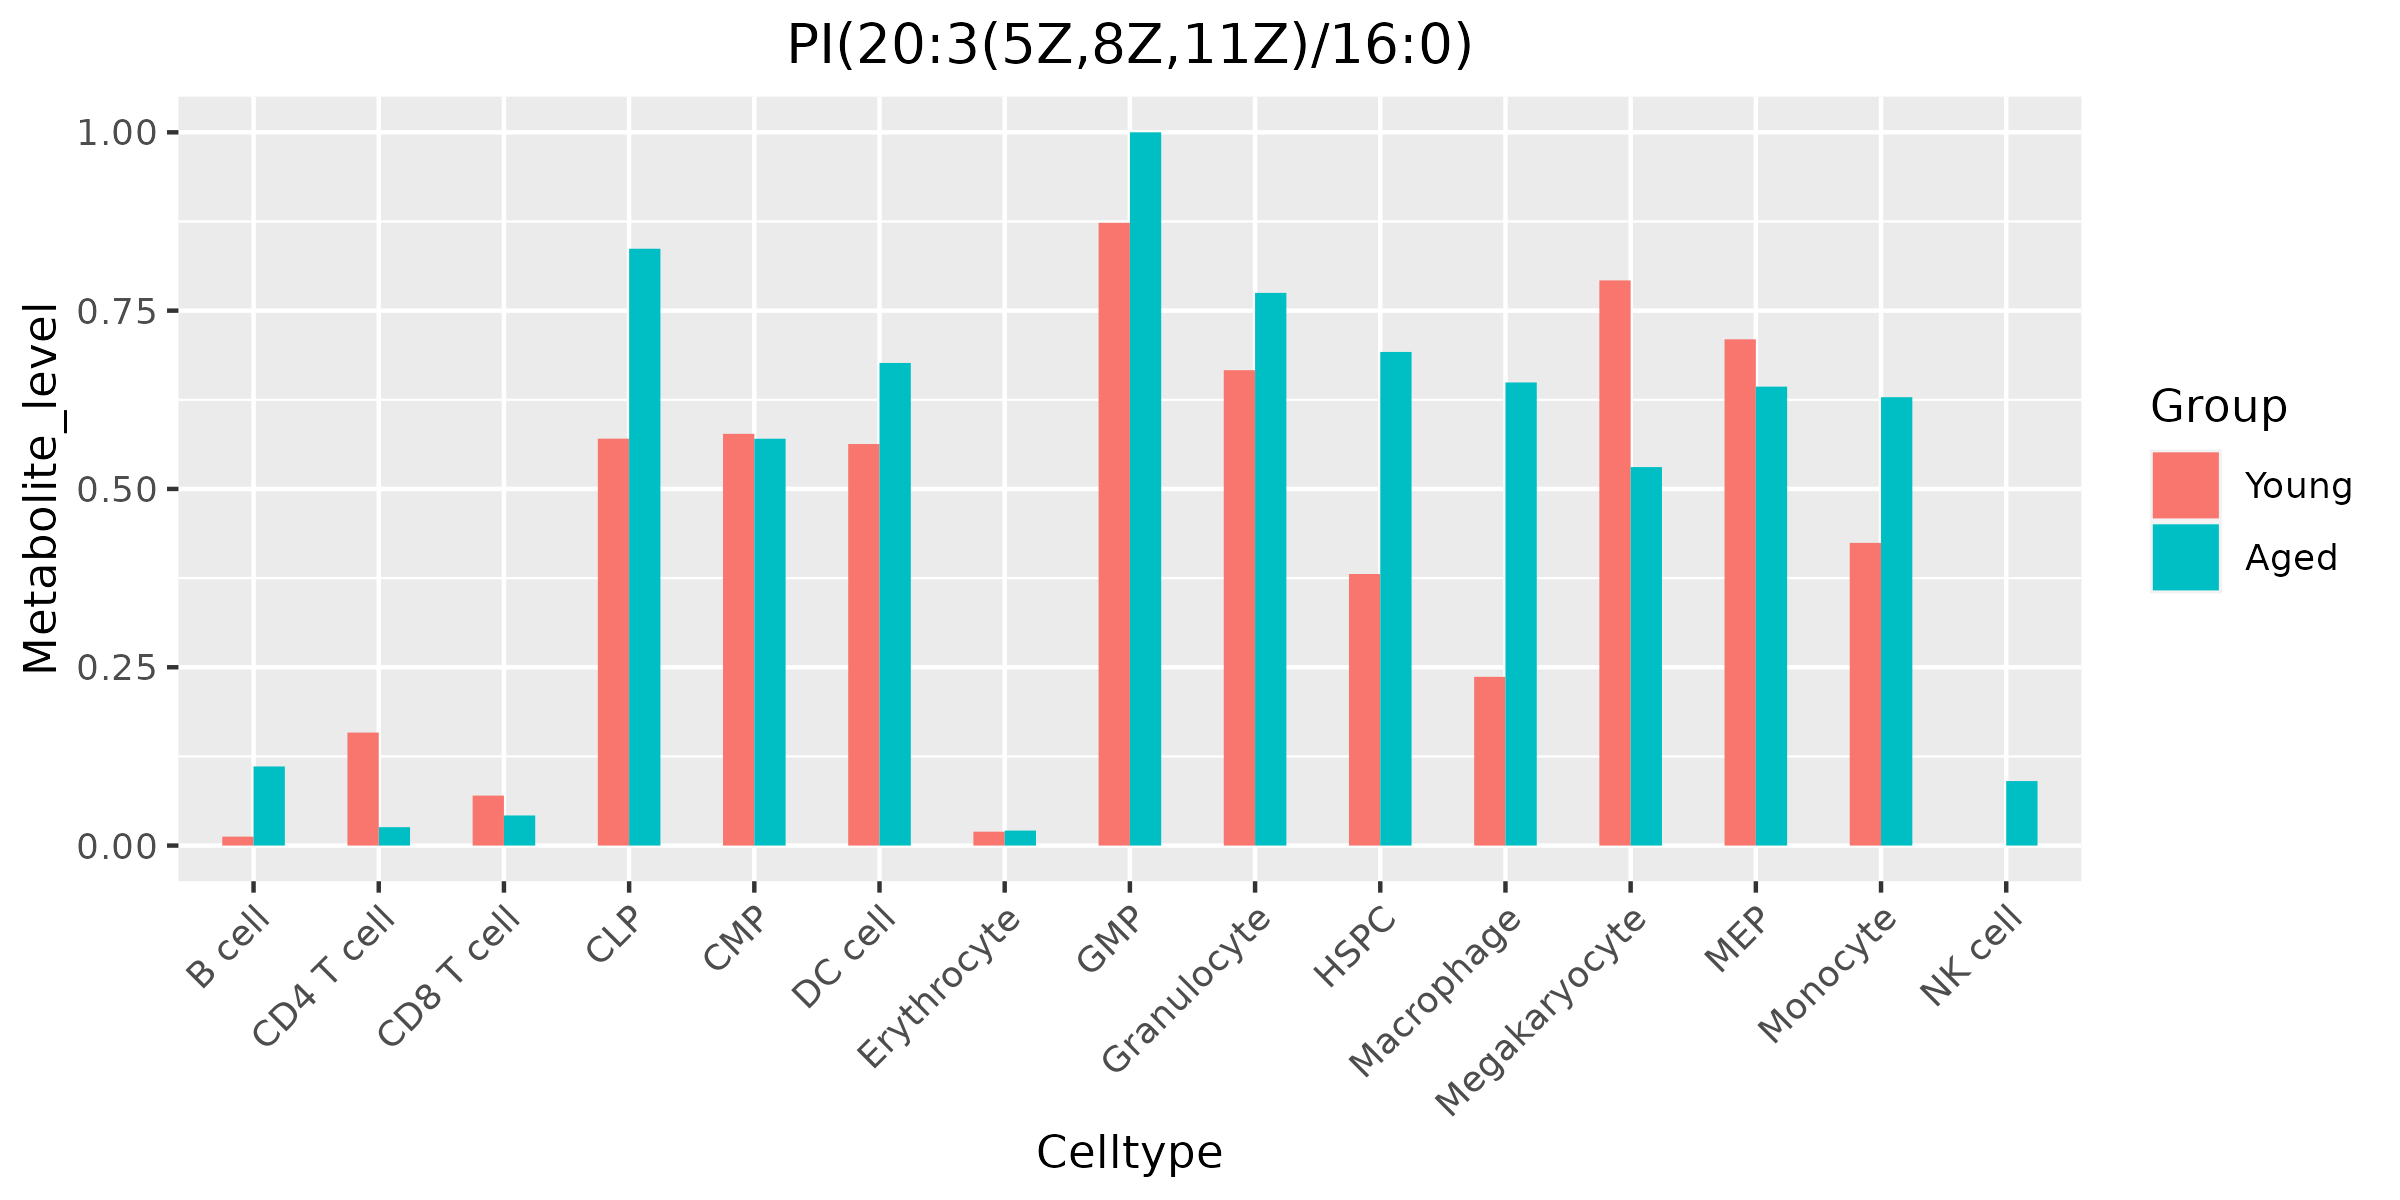 PI(20:3(5Z,8Z,11Z)/16:0)
Metabolite_level
1.00
0.75
0.50
0.25
0.00
B cell
CD4 T cell
CD8 T cell
CLP
CMP
DC cell
Erythrocyte
GMP
Granulocyte
HSPC
Macrophage
Megakaryocyte
MEP
Monocyte
NK cell
Celltype
Group
Young
Aged